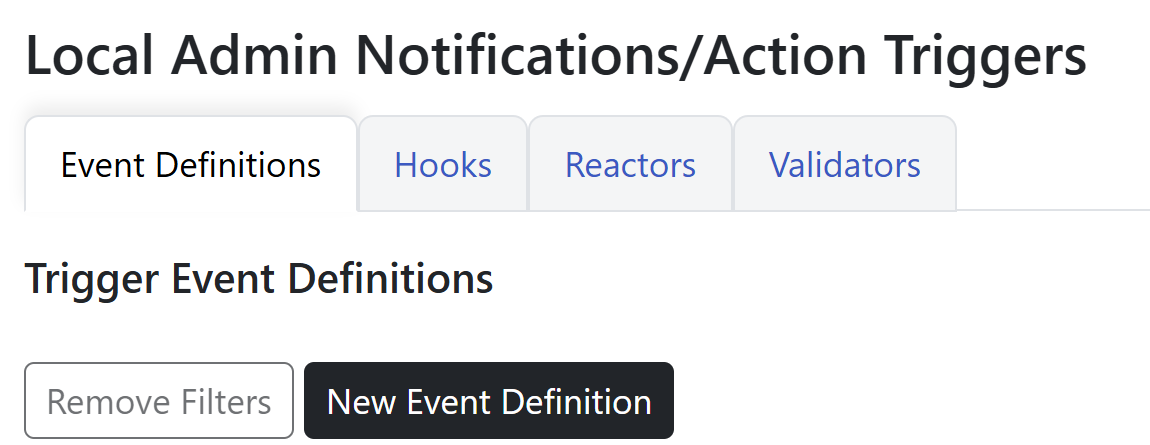 Local Admin Notifications/Action Triggers
Event Definitions Hooks Reactors Validators
Trigger Event Definitions
Remove Filters New Event Definition